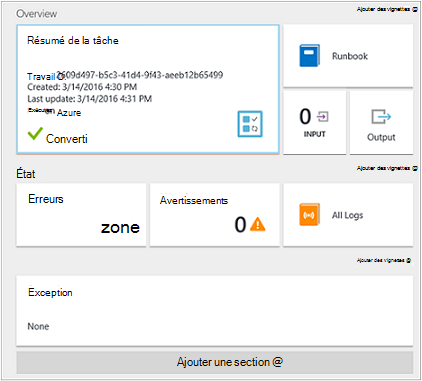 Overview
Ajouter des vignettes @
Résumé de la tâche
Travail
2609d497-b5c3-41d4-9f43-aeeb12b65499
Created: 3/14/2016 4:30 PM
Last update: 3/14/2016 4:31 PM
Azure
Converti
Runbook
0
INPUT
Output
État
Ajouter des vignettes @
Erreurs
zone
Avertissements
0
All Logs
Ajouter des vignettes @
Exception
None
Ajouter une section @